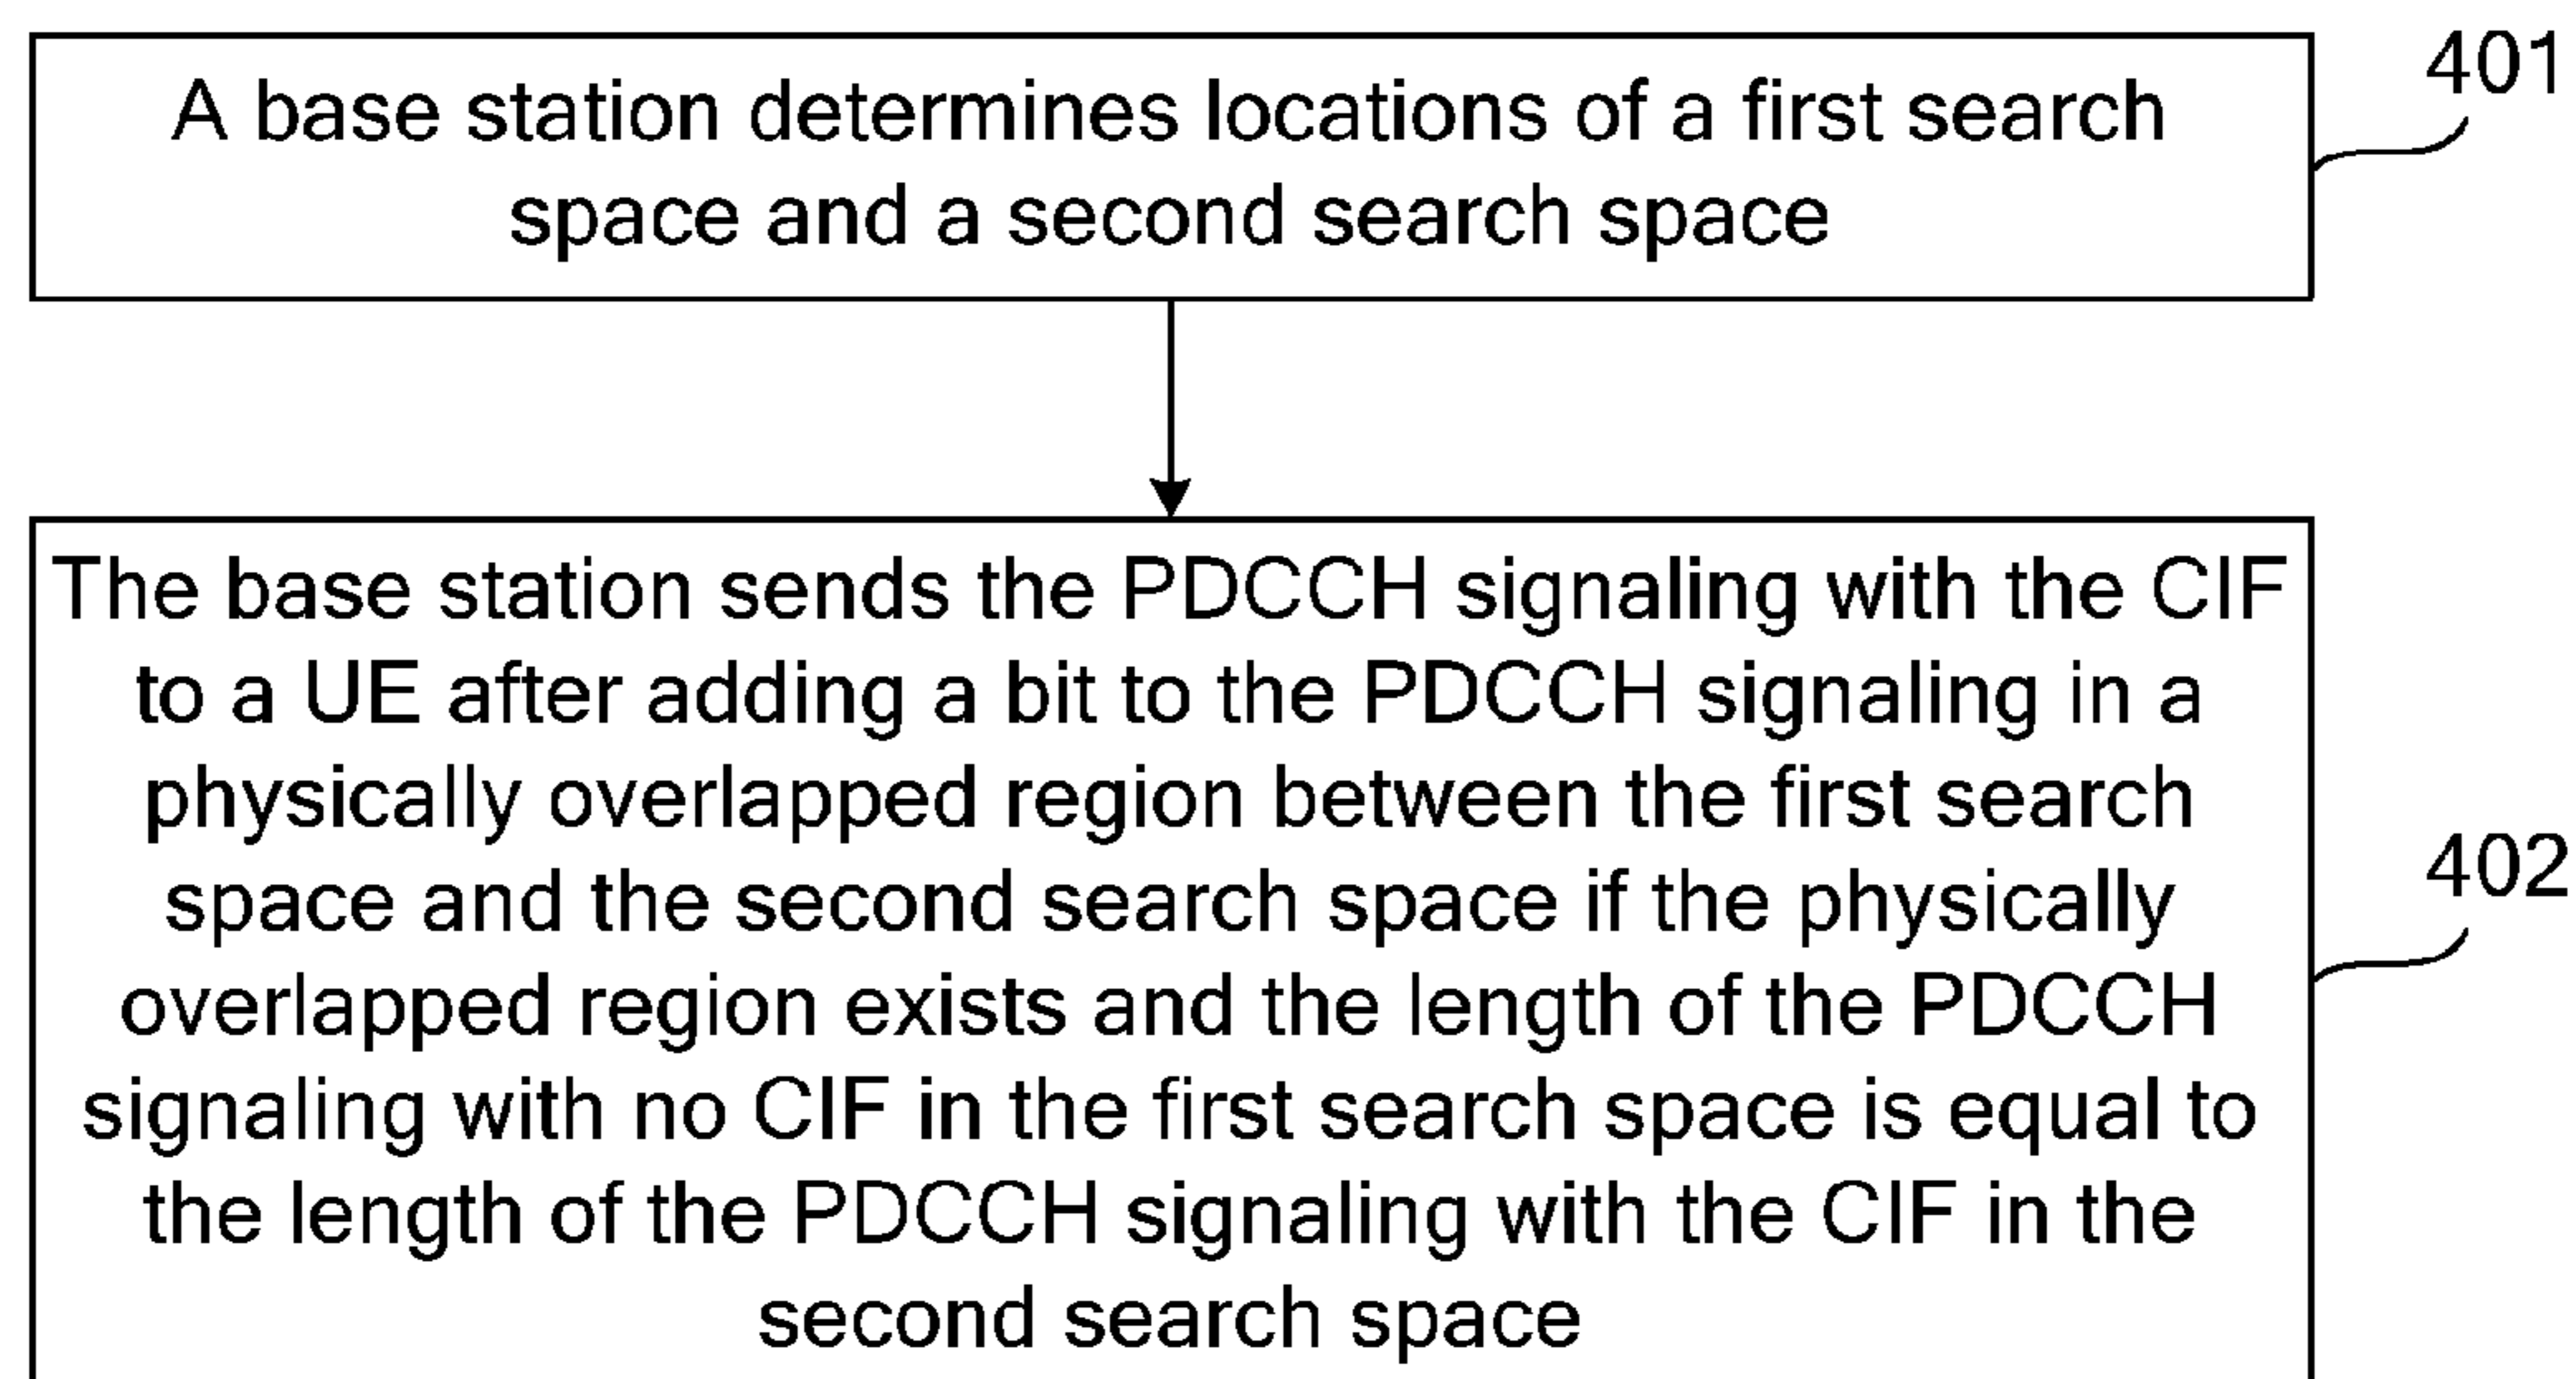 A base station determines locations of a first search
space and a second search space
401
The base station sends the PDCCH signaling with the CIF
to a UE after adding a bit to the PDCCH signaling in a
physically overlapped region between the first search
space and the second search space if the physically
overlapped region exists and the length of the PDCCH
signaling with no CIF in the first search space is equal to
the length of the PDCCH signaling with the CIF in the
second search space
402